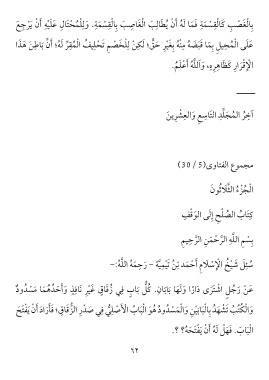 بِالْغَصْبِ كَالْقِسْمَةِ فَمَا لَهُ أَنْ يُطَالِبَ الْغَاصِبَ بِالْقِسْمَةِ. وَلِلْمُحْتَالِ عَلَيْهِ أَنْ يَرْجِعَ
عَلَى الْمُحِيلِ بِمَا قَبَضَهُ مِنْهُ بِغَيْرِ حَقٍّ، لَكِنْ لِلْخَصْمِ تَحْلِيفُ الْمُقِرِّ لَهُ؛ أَنَّ بَاطِنَ هَذَا
الْإِقْرَارِ كَظَاهِرِهِ، وَاَللَّهُ أَعْلَمُ.
آخِرُ المُجَلَّدِ التَّاسِعِ وَالعِشْرِينَ
مجموع الفتاوى (5 / 30)
الْجُزْءُ الثَّلَاثُونَ
كِتَابُ الصُّلْحِ إلَى الوَقْفِ
بِسْمِ اللَّهِ الرَّحْمَنِ الرَّحِيمِ
سُئِلَ شَيْخُ الْإِسْلَامِ أَحْمَد بْنُ تَيْمِيَّةَ - رَحِمَهُ اللَّهُ:-
عَنْ رَجُلٍ اشْتَرَى دَارًا وَلَهَا بَابَانِ. كُلُّ بَابٍ فِي زُقَاقٍ غَيْرِ نَافِذٍ وَأَحَدُهُمَا مَسْدُودٌ
وَالْكُتُبُ تَشْهَدُ بِالْبَابَيْنِ وَالْمَسْدُودُ هُوَ الْبَابُ الْأَصْلِيُّ فِي صَدْرِ الزُّقَاقِ؛ فَأَرَادَ أَنْ يَفْتَحَ
الْبَابَ. فَهَلْ لَهُ أَنْ يَفْتَحَهُ؟ ؟.
٦٢